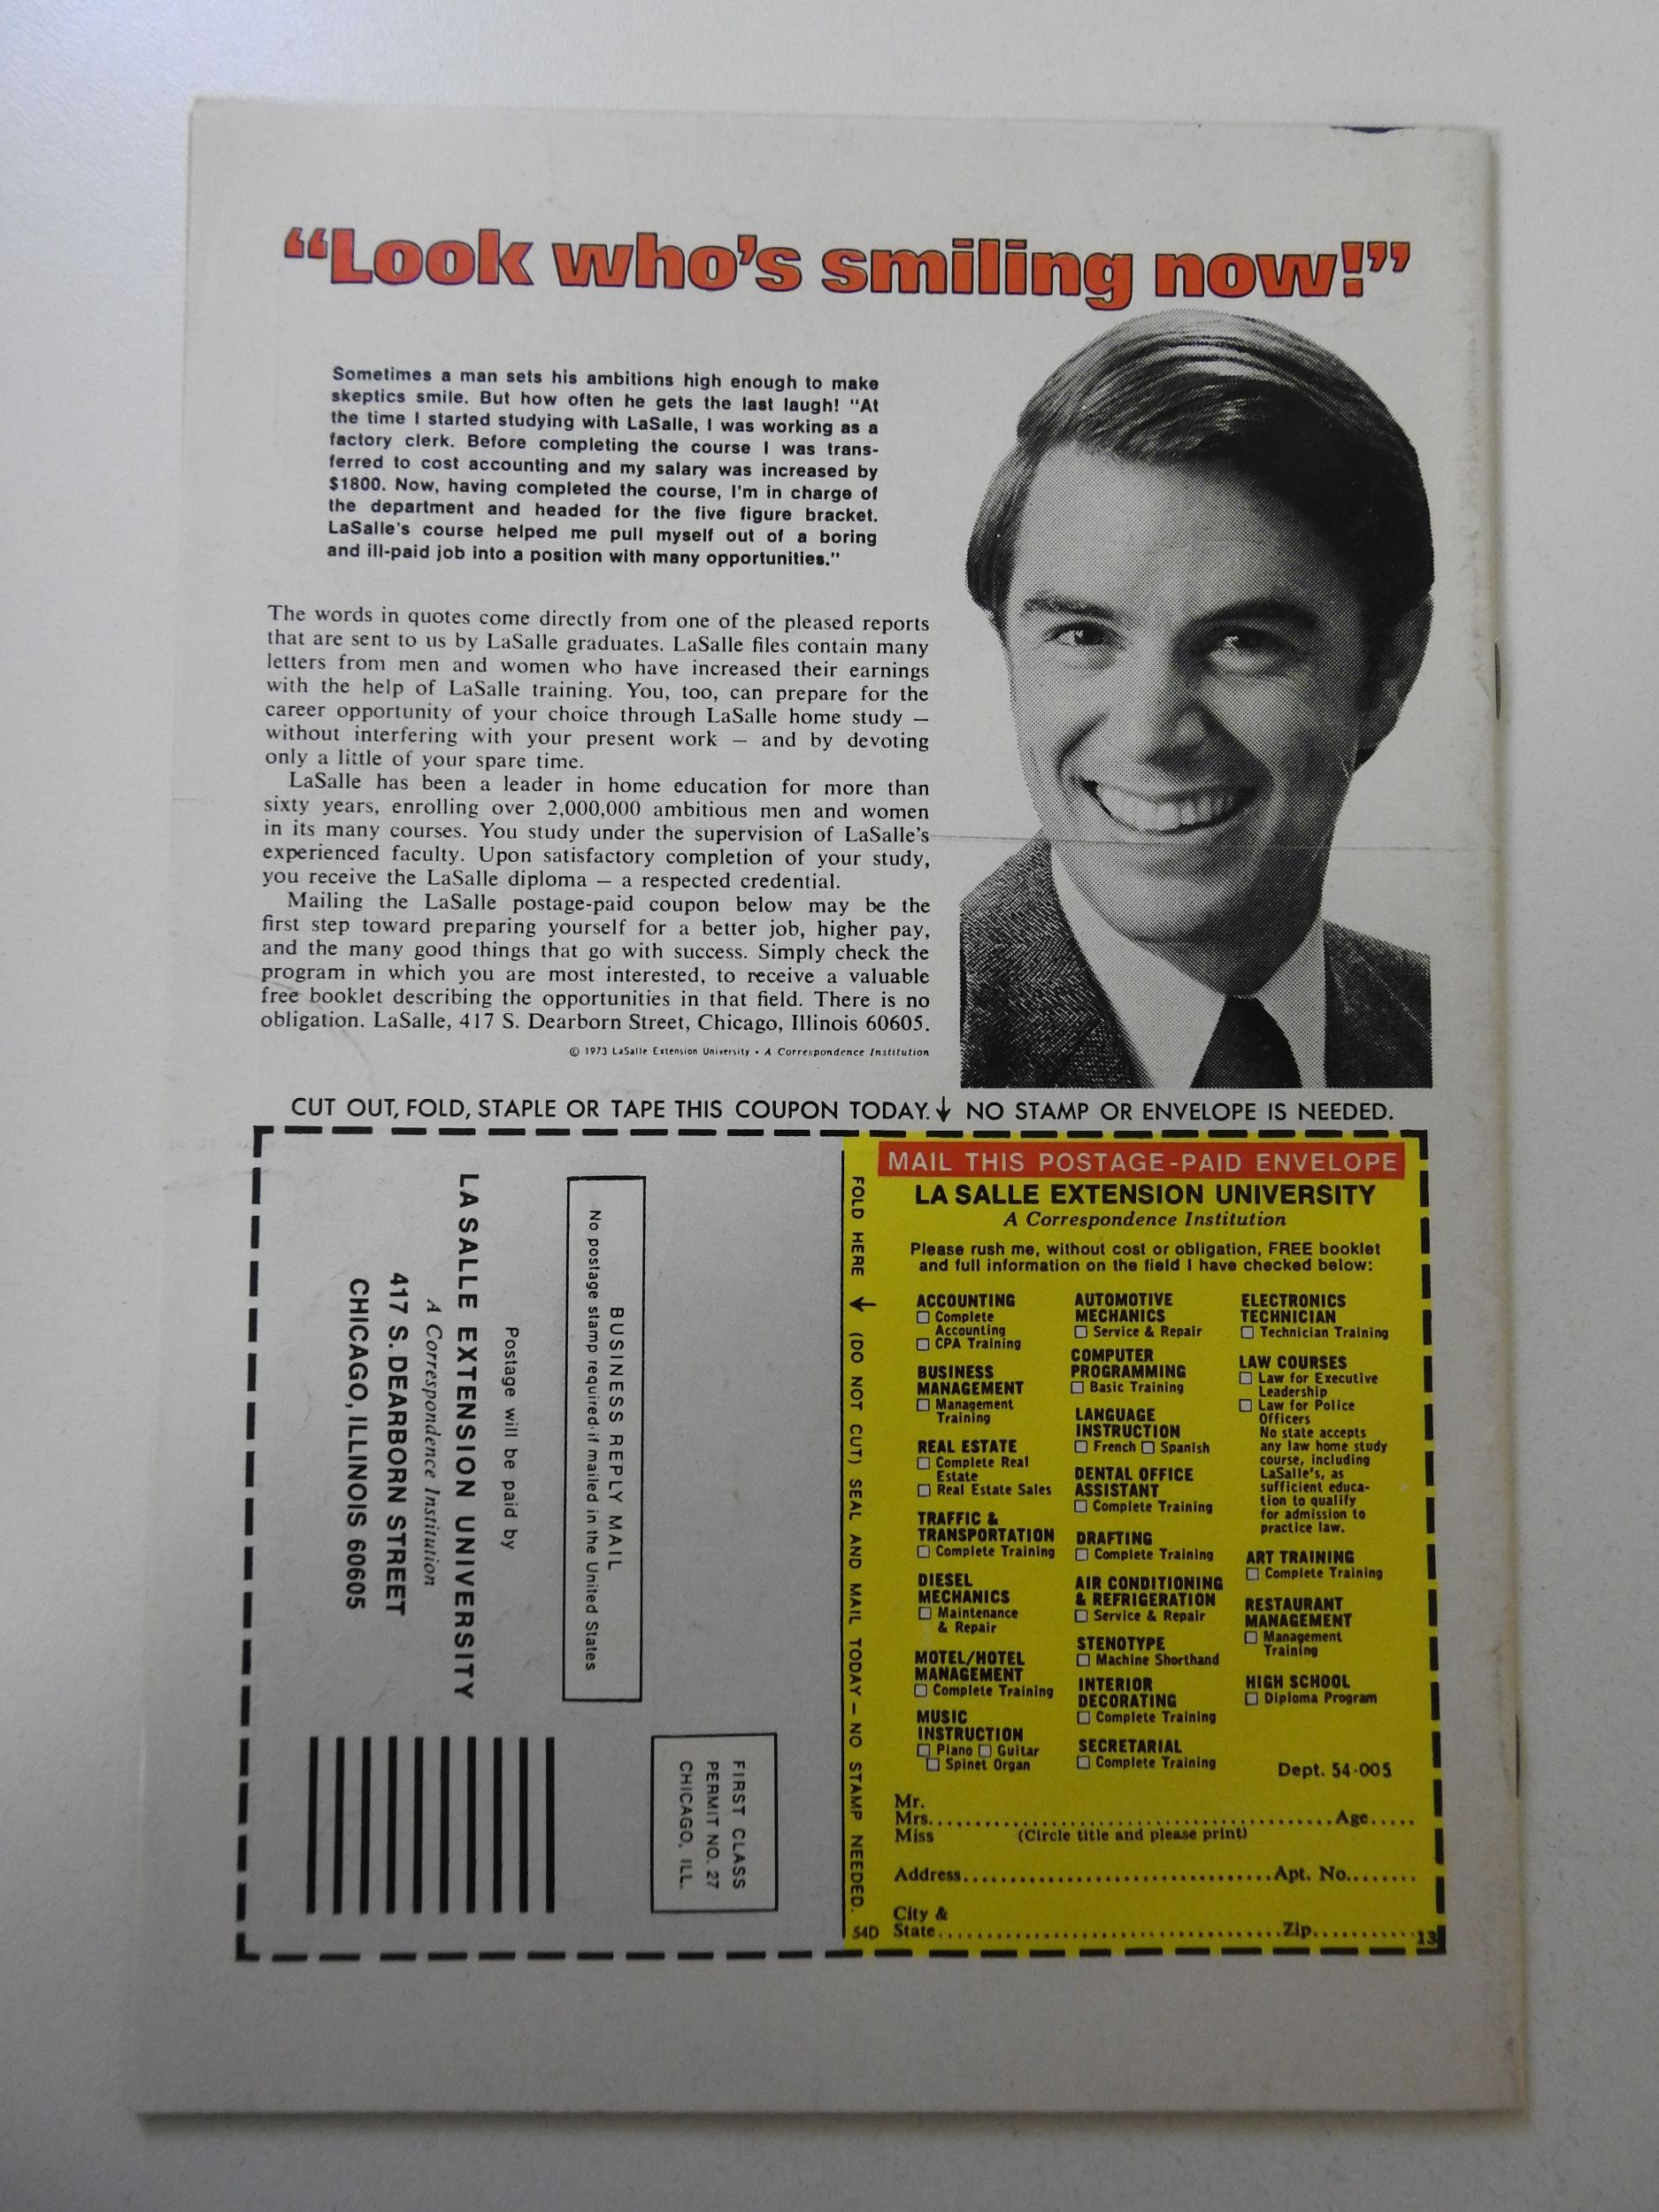 “Look who's smiling now!”
Sometimes a man sets his ambitions high enough to make
skeptics smile. But how often he gets the last laugh! "At
the time I started studying with LaSalle, I was working as a
factory clerk. Before completing the course I was trans-
ferred to cost accounting and my salary was increased by
$1800. Now, having completed the course, I'm in charge of
the department and headed for the five figure bracket.
LaSalle's course helped me pull myself out of a boring
and ill-paid job into a position with many opportunities."
The words in quotes come directly from one of the pleased reports
that are sent to us by LaSalle graduates. LaSalle files contain many
letters from men and women who have increased their earnings
with the help of LaSalle training. You, too, can prepare for the
career opportunity of your choice through LaSalle home study —
without interfering with your present work — and by devoting
only a little of your spare time.
LaSalle has been a leader in home education for more than
sixty years, enrolling over 2,000,000 ambitious men and women
in its many courses. You study under the supervision of LaSalle's
experienced faculty. Upon satisfactory completion of your study,
you receive the LaSalle diploma — a respected credential.
Mailing the LaSalle postage-paid coupon below may be the
first step toward preparing yourself for a better job, higher pay,
and the many good things that go with success. Simply check the
program in which you are most interested, to receive a valuable
free booklet describing the opportunities in that field. There is no
obligation. LaSalle, 417 S. Dearborn Street, Chicago, Illinois 60605.
© 1973 LaSalle Extension University • A Correspondence Institution
CUT OUT, FOLD, STAPLE OR TAPE THIS COUPON TODAY. ↓ NO STAMP OR ENVELOPE IS NEEDED.
FIRST CLASS
PERMIT NO. 27
CHICAGO, ILL.
BUSINESS REPLY MAIL
No postage stamp required if mailed in the United States
Postage will be paid by
LA SALLE EXTENSION UNIVERSITY
A Correspondence Institution
417 S. DEARBORN STREET
CHICAGO, ILLINOIS 60605
FOLD HERE ↓ (DO NOT CUT) SEAL AND MAIL TODAY — NO STAMP NEEDED.
MAIL THIS POSTAGE-PAID ENVELOPE
LA SALLE EXTENSION UNIVERSITY
A Correspondence Institution
Please rush me, without cost or obligation, FREE booklet
and full information on the field I have checked below:
ACCOUNTING
☐ Complete
Accounting
☐ CPA Training
BUSINESS
MANAGEMENT
☐ Management
Training
REAL ESTATE
☐ Complete Real
Estate
☐ Real Estate Sales
TRAFFIC &
TRANSPORTATION
☐ Complete Training
DIESEL
MECHANICS
☐ Maintenance
& Repair
MOTEL/HOTEL
MANAGEMENT
☐ Complete Training
MUSIC
INSTRUCTION
☐ Piano ☐ Guitar
☐ Spinet Organ
AUTOMOTIVE
MECHANICS
☐ Service & Repair
COMPUTER
PROGRAMMING
☐ Basic Training
LANGUAGE
INSTRUCTION
☐ French ☐ Spanish
DENTAL OFFICE
ASSISTANT
☐ Complete Training
DRAFTING
☐ Complete Training
AIR CONDITIONING
& REFRIGERATION
☐ Service & Repair
STENOTYPE
☐ Machine Shorthand
INTERIOR
DECORATING
☐ Complete Training
SECRETARIAL
☐ Complete Training
ELECTRONICS
TECHNICIAN
☐ Technician Training
LAW COURSES
☐ Law for Executive
Leadership
☐ Law for Police
Officers
No state accepts
any law home study
course, including
LaSalle's, as
sufficient educa-
tion to qualify
for admission to
practice law.
ART TRAINING
☐ Complete Training
RESTAURANT
MANAGEMENT
☐ Management
Training
HIGH SCHOOL
☐ Diploma Program
Dept. 54-005
Mr.
Mrs. Age
Miss (Circle title and please print)
Address Apt. No.
City &
State Zip 13
54D